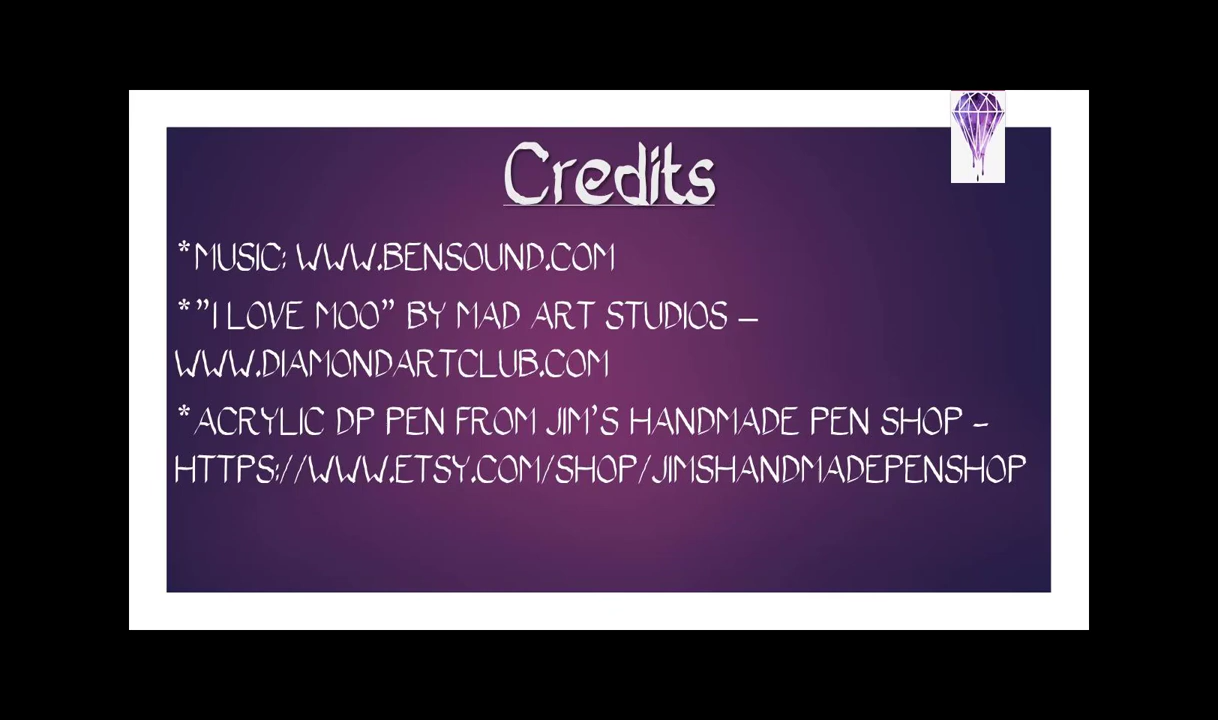 Credits
*MUSIC: WWW.BENSOUND.COM
*”I LOVE MOO” BY MAD ART STUDIOS –
WWW.DIAMONDARTCLUB.COM
*ACRYLIC DP PEN FROM JIM’S HANDMADE PEN SHOP -
HTTPS://WWW.ETSY.COM/SHOP/JIMSHANDMADEPENSHOP